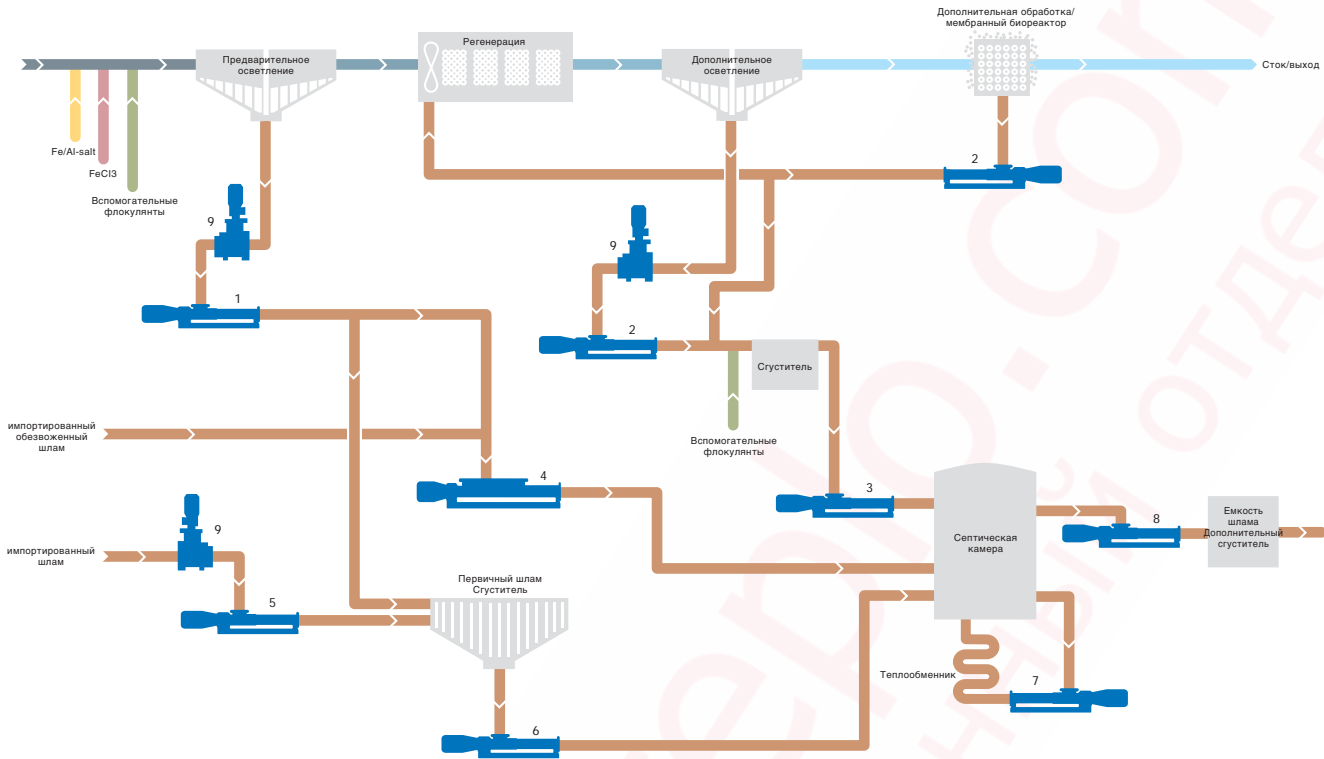 Дополнительная обработка/
мембранный биореактор
Регенерация
Предварительное
осветление
Дополнительное
осветление
Сток/выход
Fe/Al-salt
FeCl3
Вспомогательные
флокулянты
2
9
9
1
2
Сгуститель
импортированный
обезвоженный
шлам
Вспомогательные
флокулянты
4
3
9
8
Емкость
шлама
Дополнительный
сгуститель
Септическая
камера
импортированный
шлам
Первичный шлам
Сгуститель
5
Теплообменник
7
6